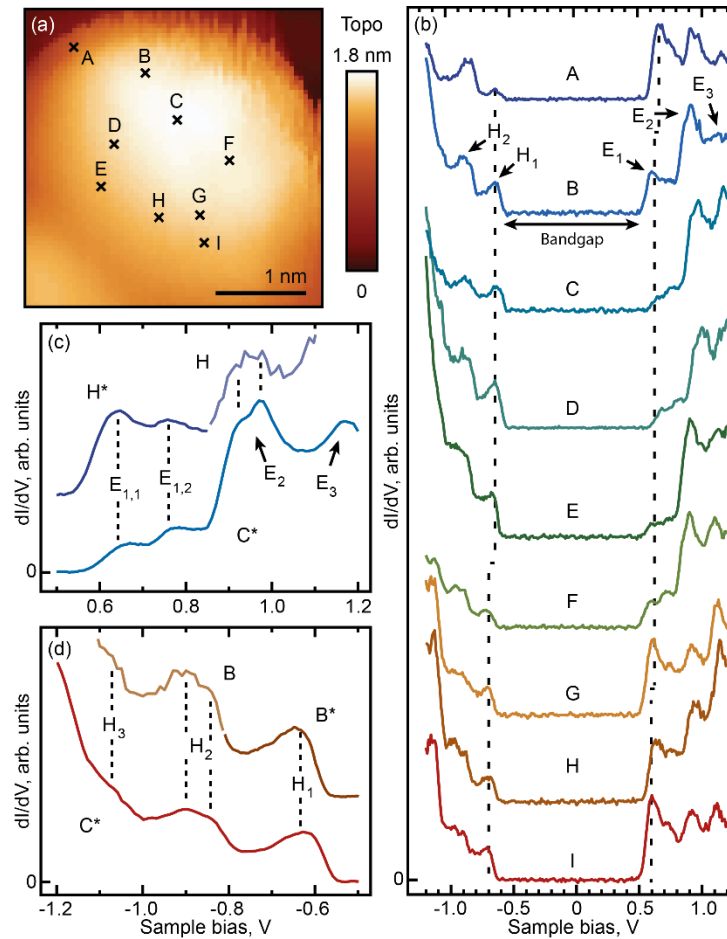 (a)
A
B
C
D
E
F
G
H
I
1 nm
Topo
1.8 nm
0
(b)
A
E3
E2
H2
H1
E1
B
Bandgap
C
D
E
F
G
H
I
0
dI/dV, arb. units
-1.0 -0.5 0 0.5 1.0
Sample bias, V
(c)
H
H*
E1,1
E1,2
E2
E3
C*
0
dI/dV, arb. units
0.6 0.8 1.0 1.2
(d)
B
B*
H3
H2
H1
C*
0
dI/dV, arb. units
-1.2 -1.0 -0.8 -0.6
Sample bias, V